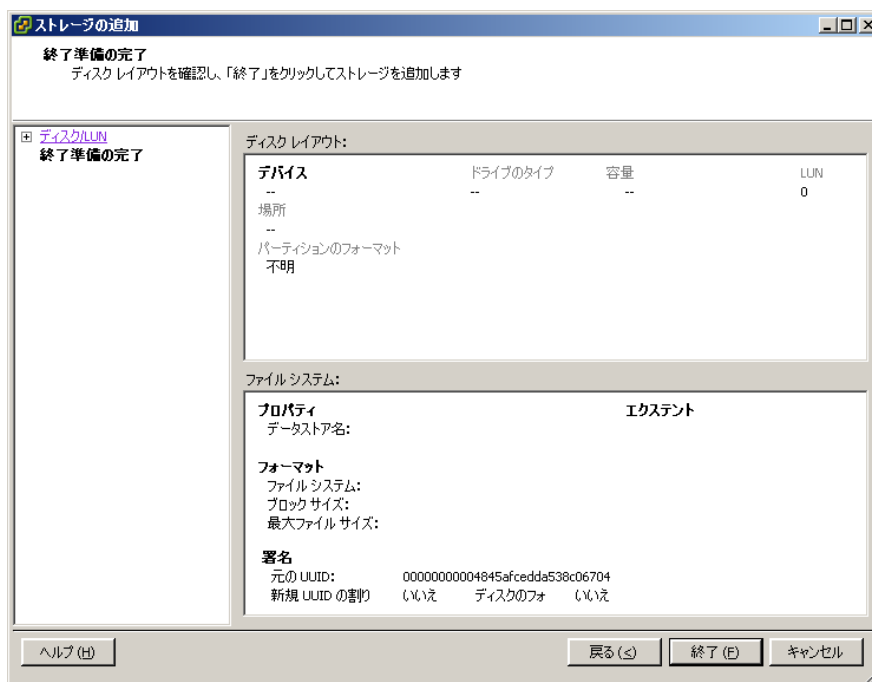 ストレージの追加
終了準備の完了
ディスク レイアウトを確認し、「終了」をクリックしてストレージを追加します
ディスク/LUN
終了準備の完了
ディスク レイアウト:
デバイス ドライブのタイプ 容量 LUN
-- -- -- 0
場所
--
パーティションのフォーマット
不明
ファイル システム:
プロパティ エクステント
データストア名:
フォーマット
ファイル システム:
ブロック サイズ:
最大ファイル サイズ:
署名
元の UUID: 00000000004845afcedda538c06704
新規 UUID の割り いいえ ディスクのフォ いいえ
ヘルプ (H) 戻る (<) 終了 (F) キャンセル